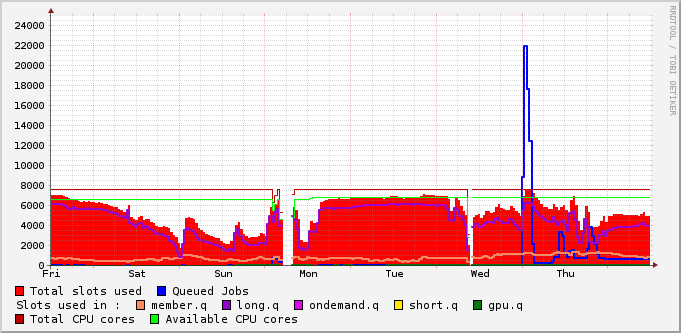 24000
22000
20000
18000
16000
14000
12000
10000
8000
6000
4000
2000
0
Fri Sat Sun Mon Tue Wed Thu
RRDTOOL / TOBI OETIKER
Total slots used Queued Jobs
Slots used in : member.q long.q ondemand.q short.q gpu.q
Total CPU cores Available CPU cores